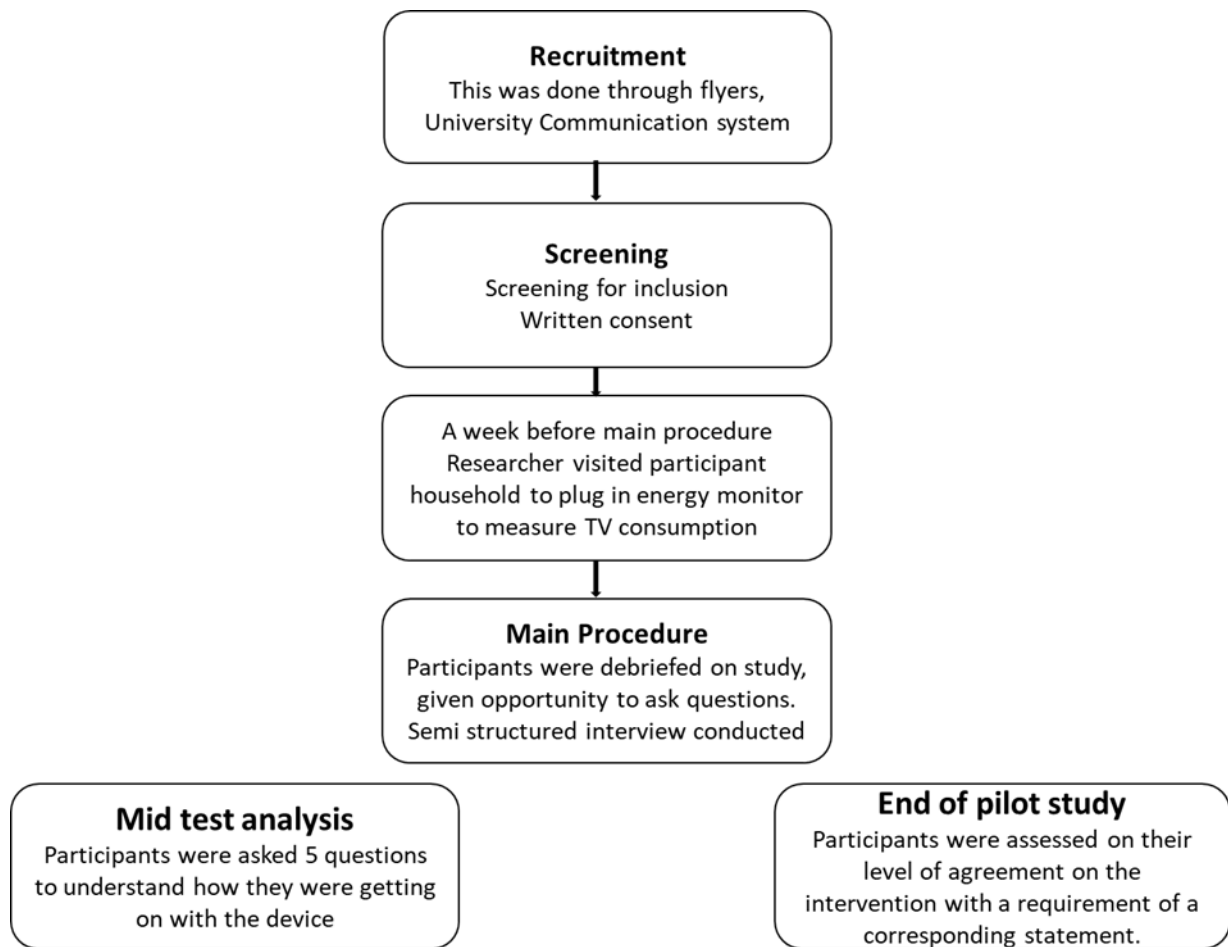 Recruitment
This was done through flyers,
University Communication system
Screening
Screening for inclusion
Written consent
A week before main procedure
Researcher visited participant
household to plug in energy monitor
to measure TV consumption
Main Procedure
Participants were debriefed on study,
given opportunity to ask questions.
Semi structured interview conducted
Mid test analysis
Participants were asked 5 questions
to understand how they were getting
on with the device
End of pilot study
Participants were assessed on their
level of agreement on the
intervention with a requirement of a
corresponding statement.